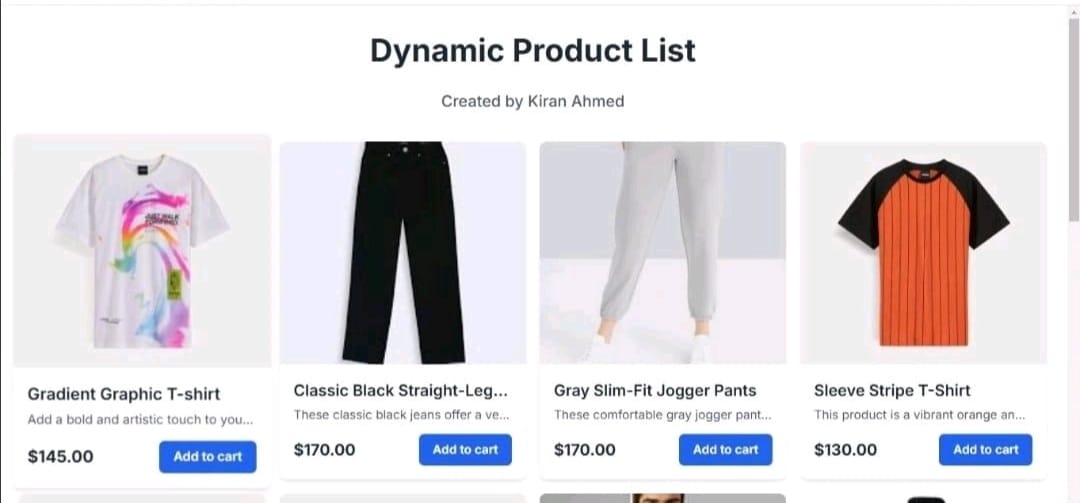 Dynamic Product List
Created by Kiran Ahmed
Gradient Graphic T-shirt
Add a bold and artistic touch to you...
$145.00
Add to cart
Classic Black Straight-Leg...
These classic black jeans offer a ve...
$170.00
Add to cart
Gray Slim-Fit Jogger Pants
These comfortable gray jogger pant...
$170.00
Add to cart
Sleeve Stripe T-Shirt
This product is a vibrant orange an...
$130.00
Add to cart